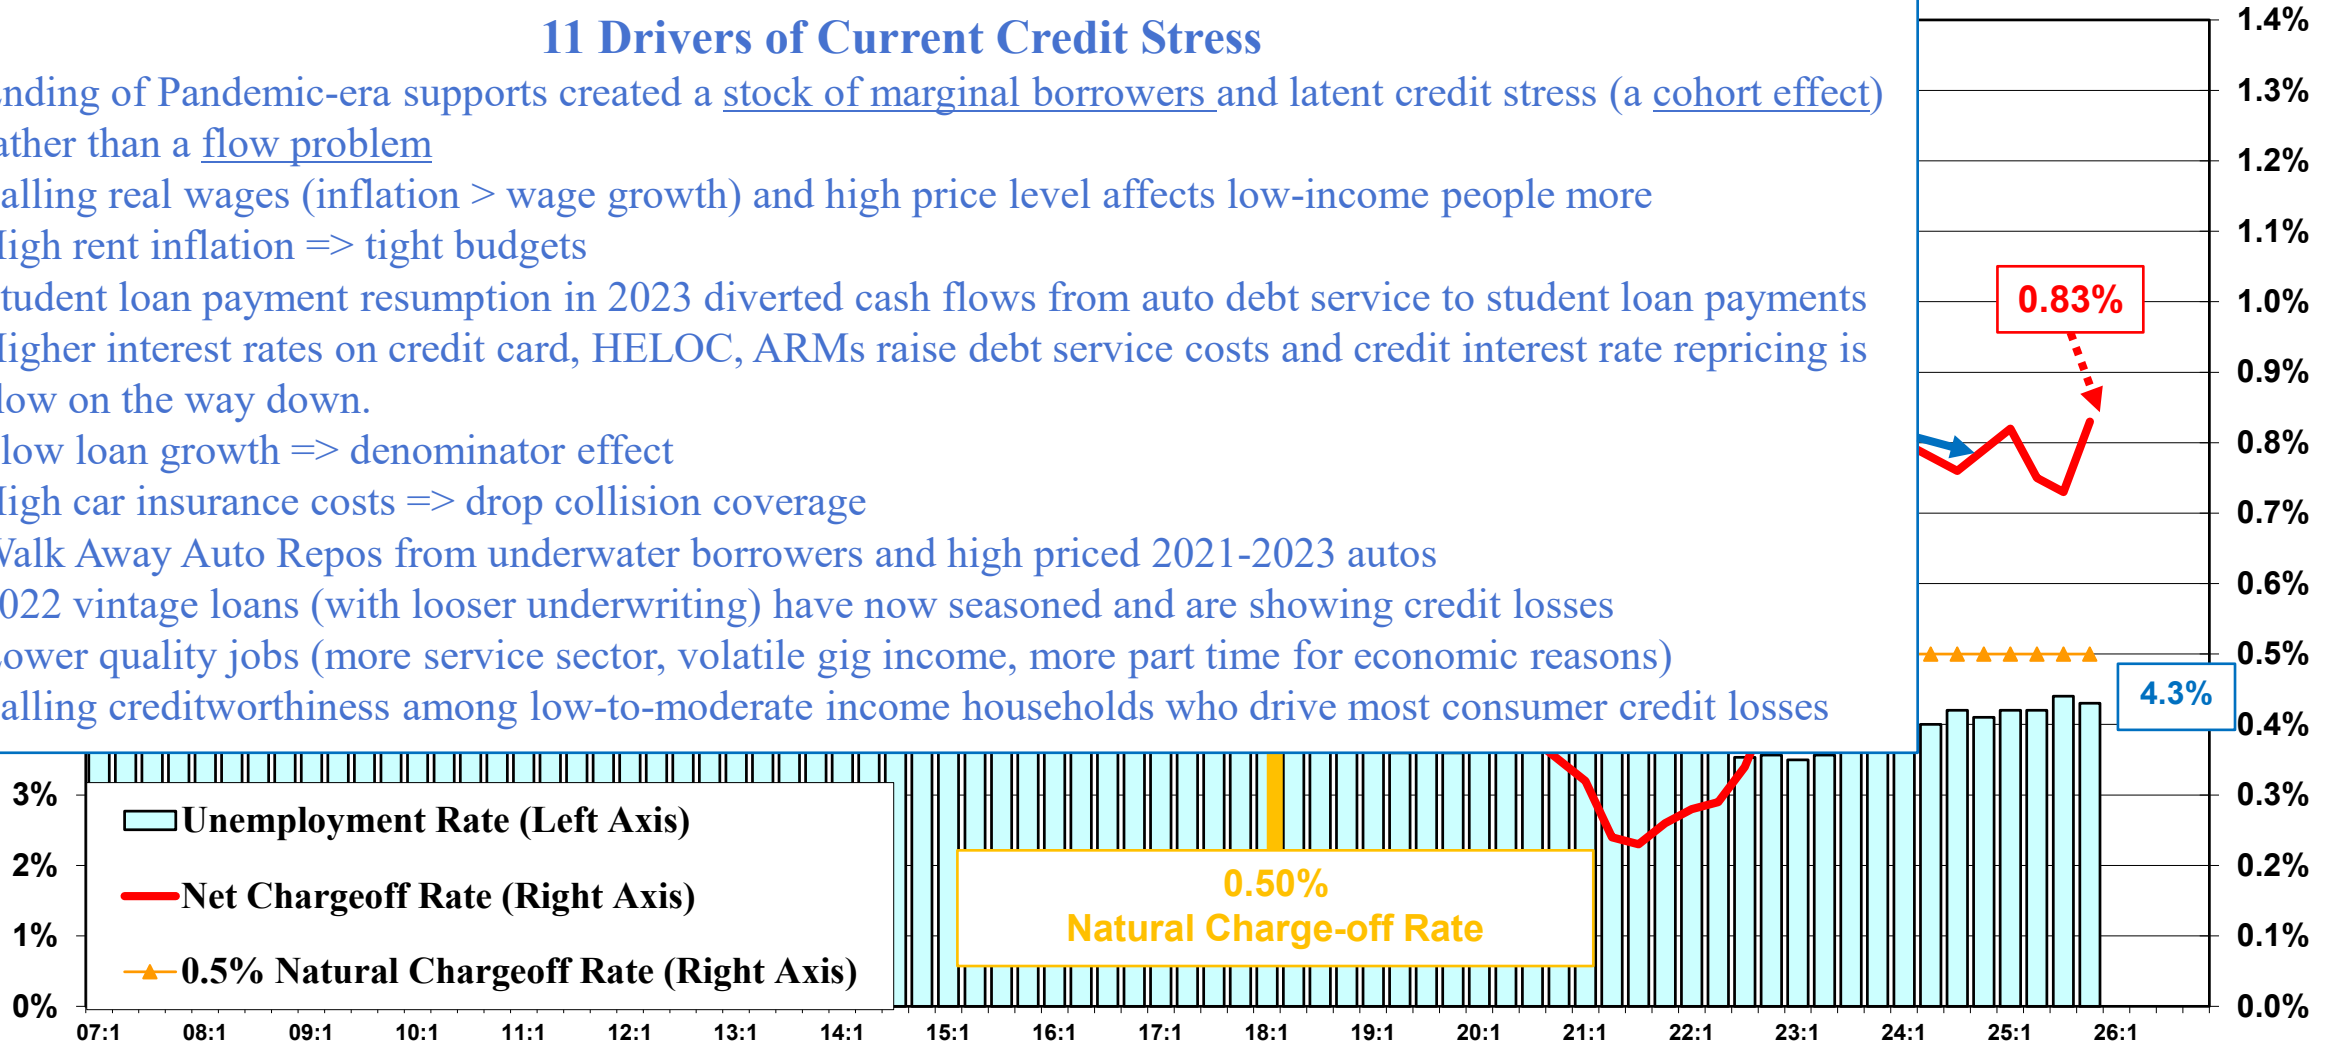 11 Drivers of Current Credit Stress
nding of Pandemic-era supports created a stock of marginal borrowers and latent credit stress (a cohort effect)
ather than a flow problem
alling real wages (inflation > wage growth) and high price level affects low-income people more
High rent inflation => tight budgets
tudent loan payment resumption in 2023 diverted cash flows from auto debt service to student loan payments
Higher interest rates on credit card, HELOC, ARMs raise debt service costs and credit interest rate repricing is
low on the way down.
low loan growth => denominator effect
High car insurance costs => drop collision coverage
Walk Away Auto Repos from underwater borrowers and high priced 2021-2023 autos
022 vintage loans (with looser underwriting) have now seasoned and are showing credit losses
Lower quality jobs (more service sector, volatile gig income, more part time for economic reasons)
alling creditworthiness among low-to-moderate income households who drive most consumer credit losses
1.4%
1.3%
1.2%
1.1%
1.0%
0.9%
0.8%
0.7%
0.6%
0.5%
0.4%
0.3%
0.2%
0.1%
0.0%
0.83%
4.3%
3%
2%
1%
0%
Unemployment Rate (Left Axis)
Net Chargeoff Rate (Right Axis)
0.5% Natural Chargeoff Rate (Right Axis)
0.50%
Natural Charge-off Rate
07:1 08:1 09:1 10:1 11:1 12:1 13:1 14:1 15:1 16:1 17:1 18:1 19:1 20:1 21:1 22:1 23:1 24:1 25:1 26:1